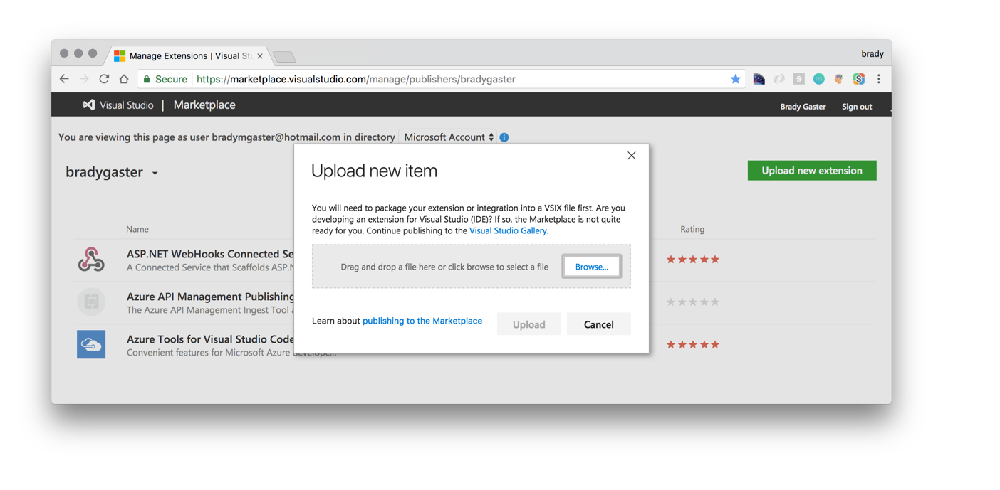 Manage Extensions | Visual St
brady
Secure https://marketplace.visualstudio.com/manage/publishers/bradygaster
Visual Studio | Marketplace
Brady Gaster Sign out
You are viewing this page as user bradymgaster@hotmail.com in directory Microsoft Account
bradygaster
Upload new extension
Upload new item
You will need to package your extension or integration into a VSIX file first. Are you
developing an extension for Visual Studio (IDE)? If so, the Marketplace is not quite
ready for you. Continue publishing to the Visual Studio Gallery.
Drag and drop a file here or click browse to select a file Browse...
Learn about publishing to the Marketplace Upload Cancel
Name Rating
ASP.NET WebHooks Connected Se
A Connected Service that Scaffolds ASP.N
Azure API Management Publishing
The Azure API Management Ingest Tool
Azure Tools for Visual Studio Code
Convenient features for Microsoft Azure develope...